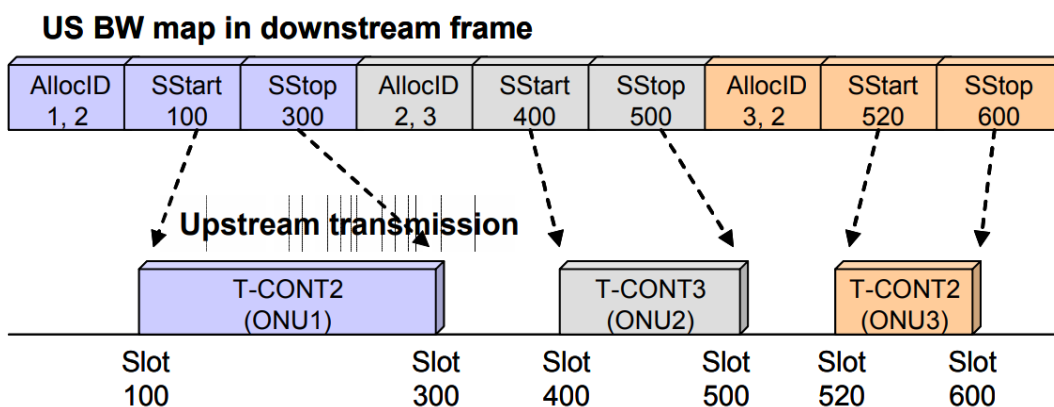 US BW map in downstream frame
AllocID SStart SStop AllocID SStart SStop AllocID SStart SStop
1, 2 100 300 2, 3 400 500 3, 2 520 600
Upstream transmission
T-CONT2 T-CONT3 T-CONT2
(ONU1) (ONU2) (ONU3)
Slot Slot Slot Slot Slot Slot
100 300 400 500 520 600